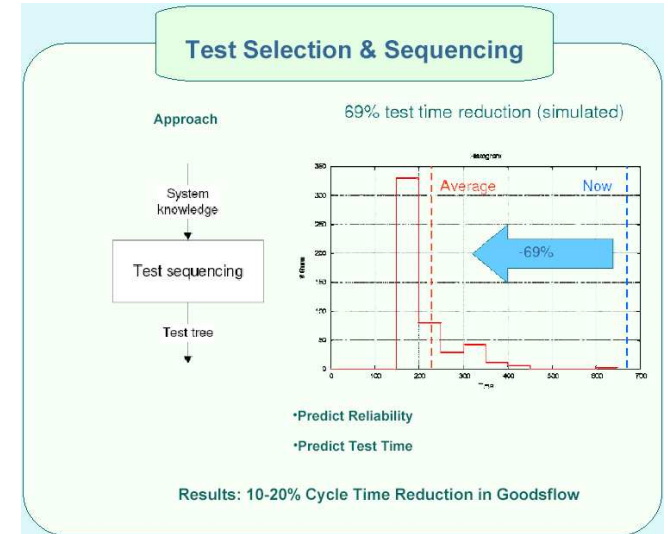 Test Selection & Sequencing
Approach
69% test time reduction (simulated)
System
knowledge
Test sequencing
Test tree
Histogram
350
300
250
200
150
100
50
0
Average
Now
-69%
0
100
200
300
400
500
600
700
Time
•Predict Reliability
•Predict Test Time
Results: 10-20% Cycle Time Reduction in Goodsflow